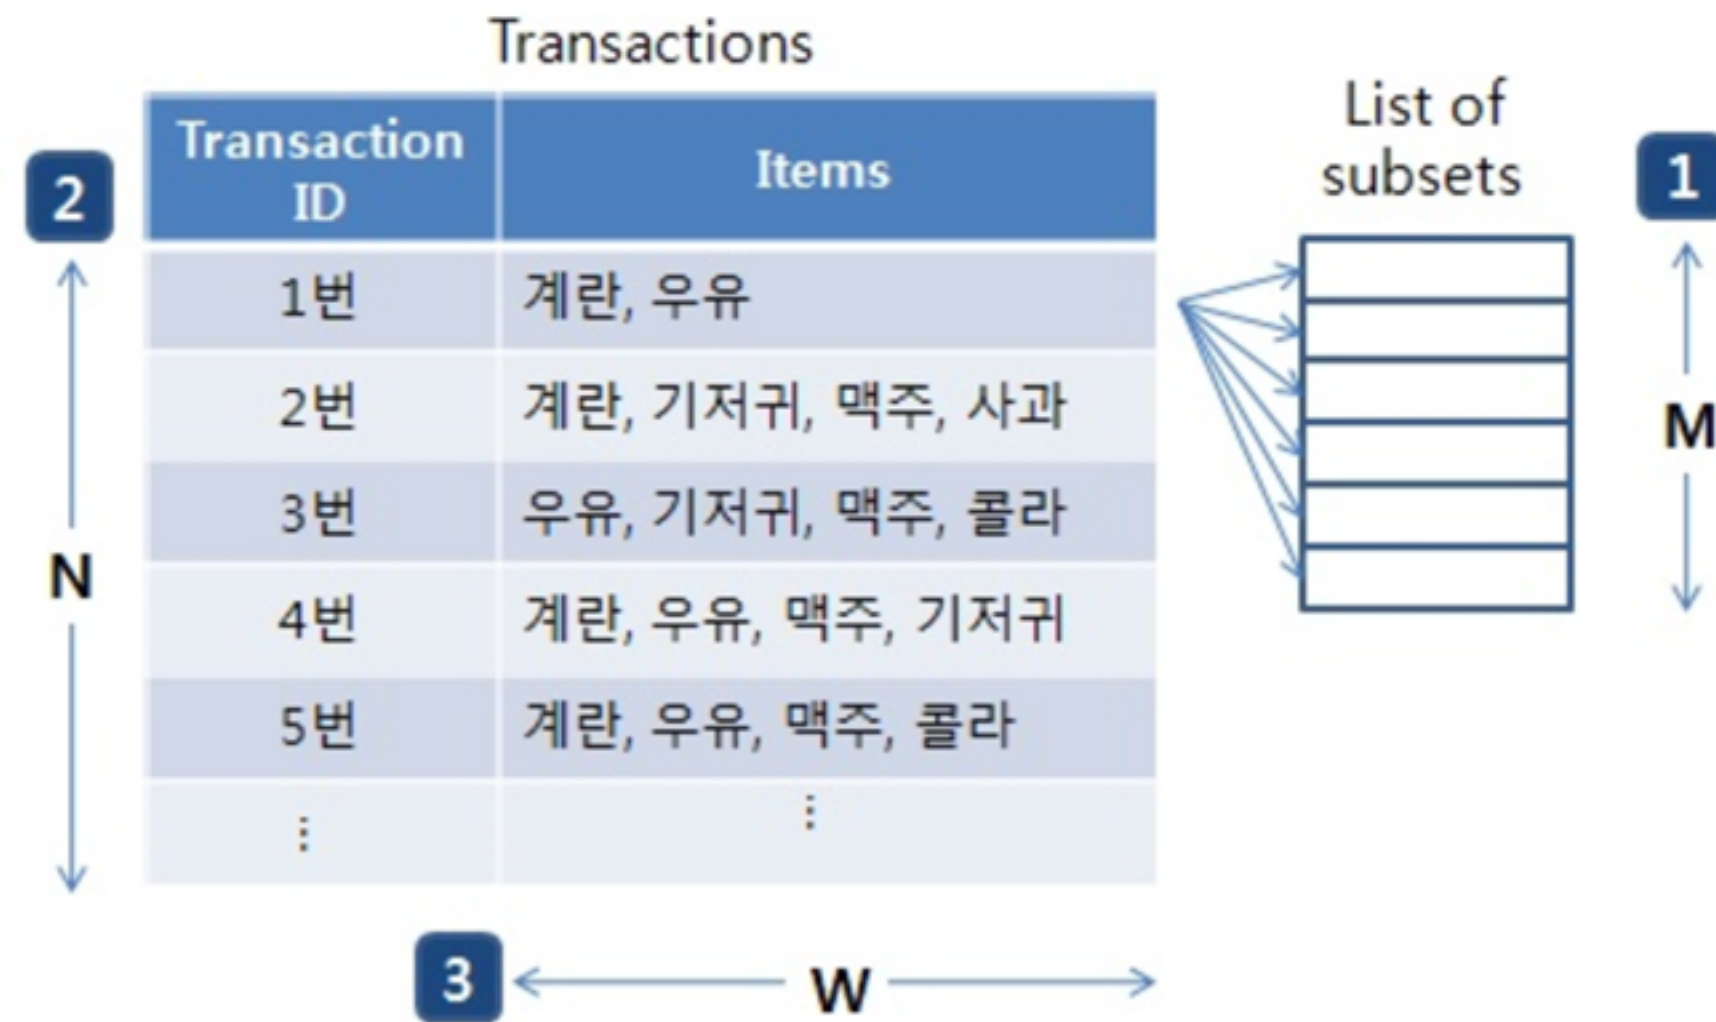 Transactions
Transaction ID
Items
1번
계란, 우유
2번
계란, 기저귀, 맥주, 사과
3번
우유, 기저귀, 맥주, 콜라
4번
계란, 우유, 맥주, 기저귀
5번
계란, 우유, 맥주, 콜라
⋮
⋮
2
N
3
W
List of
subsets
1
M